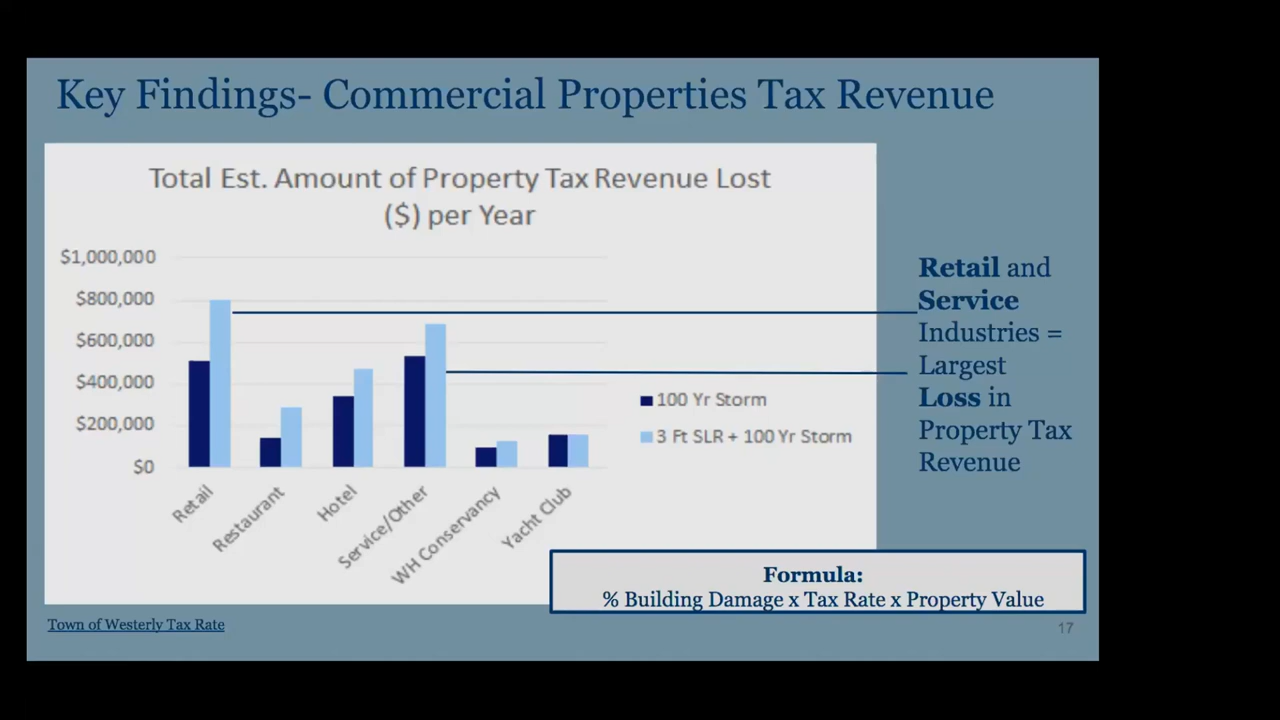 Key Findings- Commercial Properties Tax Revenue
Total Est. Amount of Property Tax Revenue Lost
($) per Year
$1,000,000
$800,000
$600,000
$400,000
$200,000
$0
Retail
Restaurant
Hotel
Service/Other
WH Conservancy
Yacht Club
100 Yr Storm
3 Ft SLR + 100 Yr Storm
Retail and
Service
Industries =
Largest
Loss in
Property Tax
Revenue
Formula:
% Building Damage x Tax Rate x Property Value
Town of Westerly Tax Rate
17